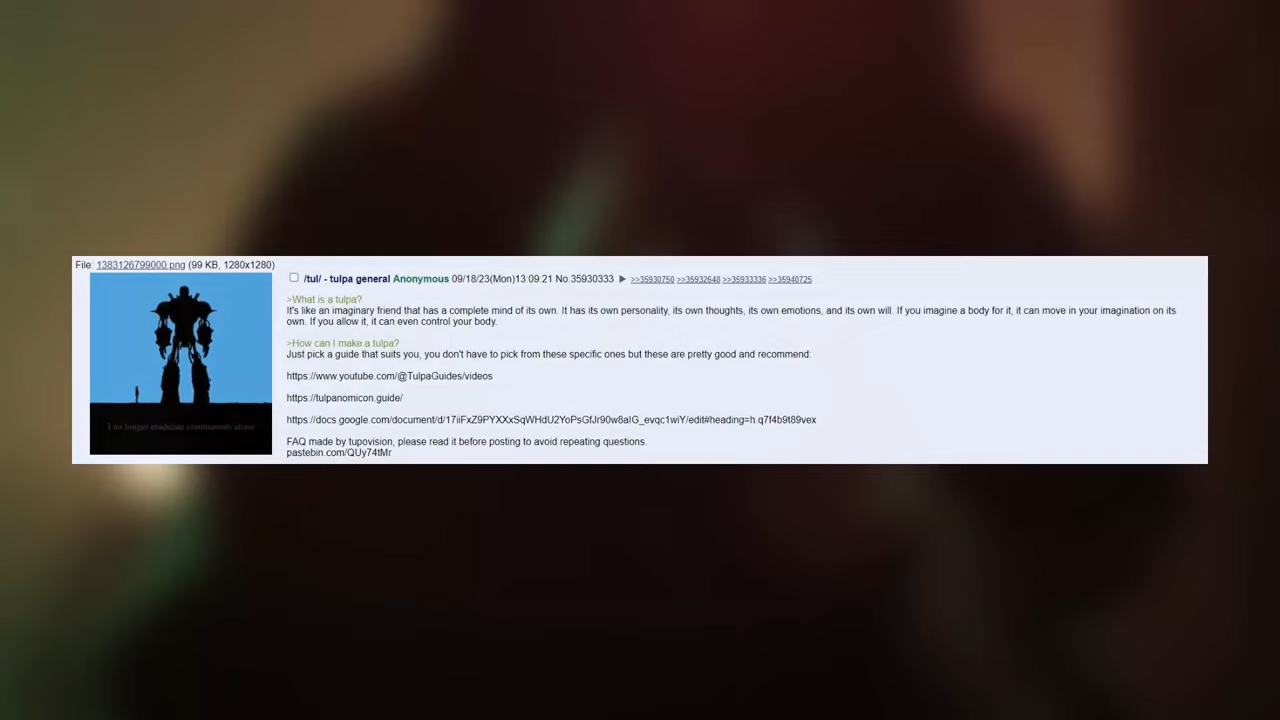 File: 1383126799000.png (99 KB, 1280x1280)
/tul/ - tulpa general Anonymous 09/18/23(Mon)13:09:21 No.35930333 ▶ >>35930750 >>35932648 >>35933336 >>35940725
>What is a tulpa?
It's like an imaginary friend that has a complete mind of its own. It has its own personality, its own thoughts, its own emotions, and its own will. If you imagine a body for it, it can move in your imagination on its
own. If you allow it, it can even control your body.
>How can I make a tulpa?
Just pick a guide that suits you, you don't have to pick from these specific ones but these are pretty good and recommend:
https://www.youtube.com/@TulpaGuides/videos
https://tulpanomicon.guide/
https://docs.google.com/document/d/17iiFxZ9PYXXxSqWHdU2YoPsGfJr90w8aIG_evqc1wiY/edit#heading=h.q7f4b9t89vex
FAQ made by tupovision, please read it before posting to avoid repeating questions.
pastebin.com/QUy74tMr
I no longer eradicate communists alone